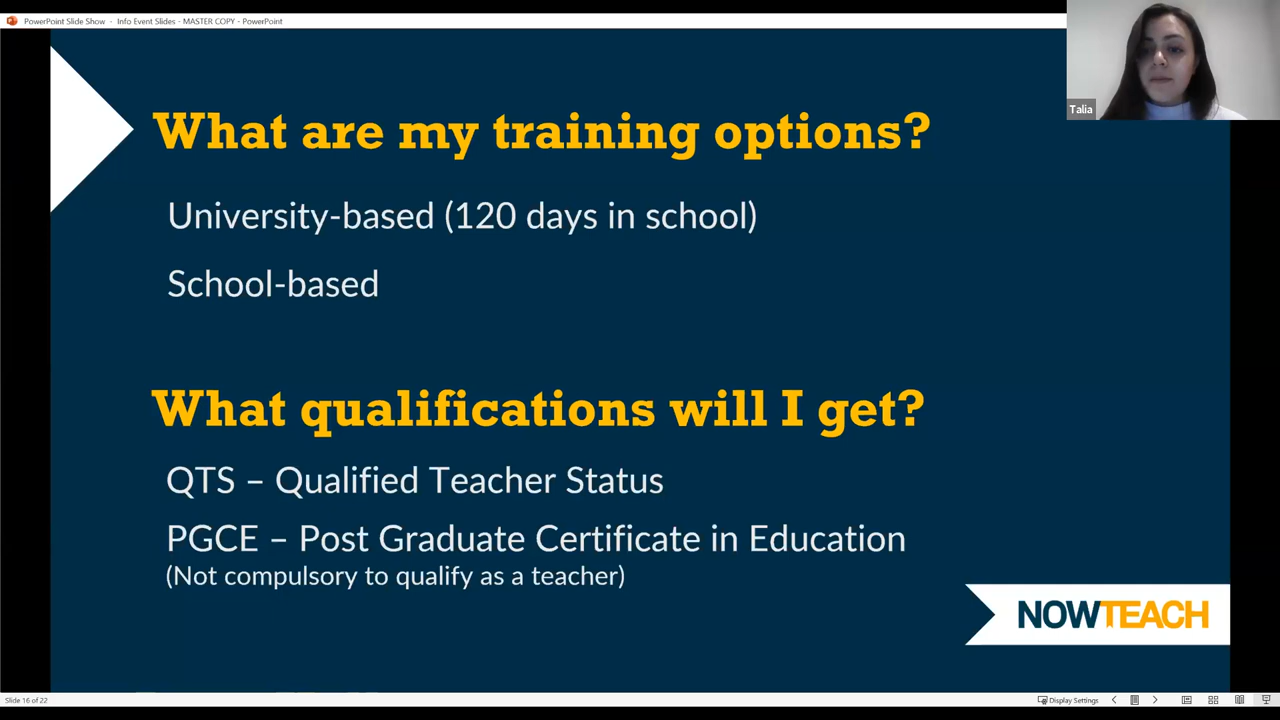 PowerPoint Slide Show - Info Event Slides - MASTER COPY - PowerPoint
Talia
What are my training options?
University-based (120 days in school)
School-based
What qualifications will I get?
QTS – Qualified Teacher Status
PGCE – Post Graduate Certificate in Education
(Not compulsory to qualify as a teacher)
NOWTEACH
Slide 16 of 22
Display Settings